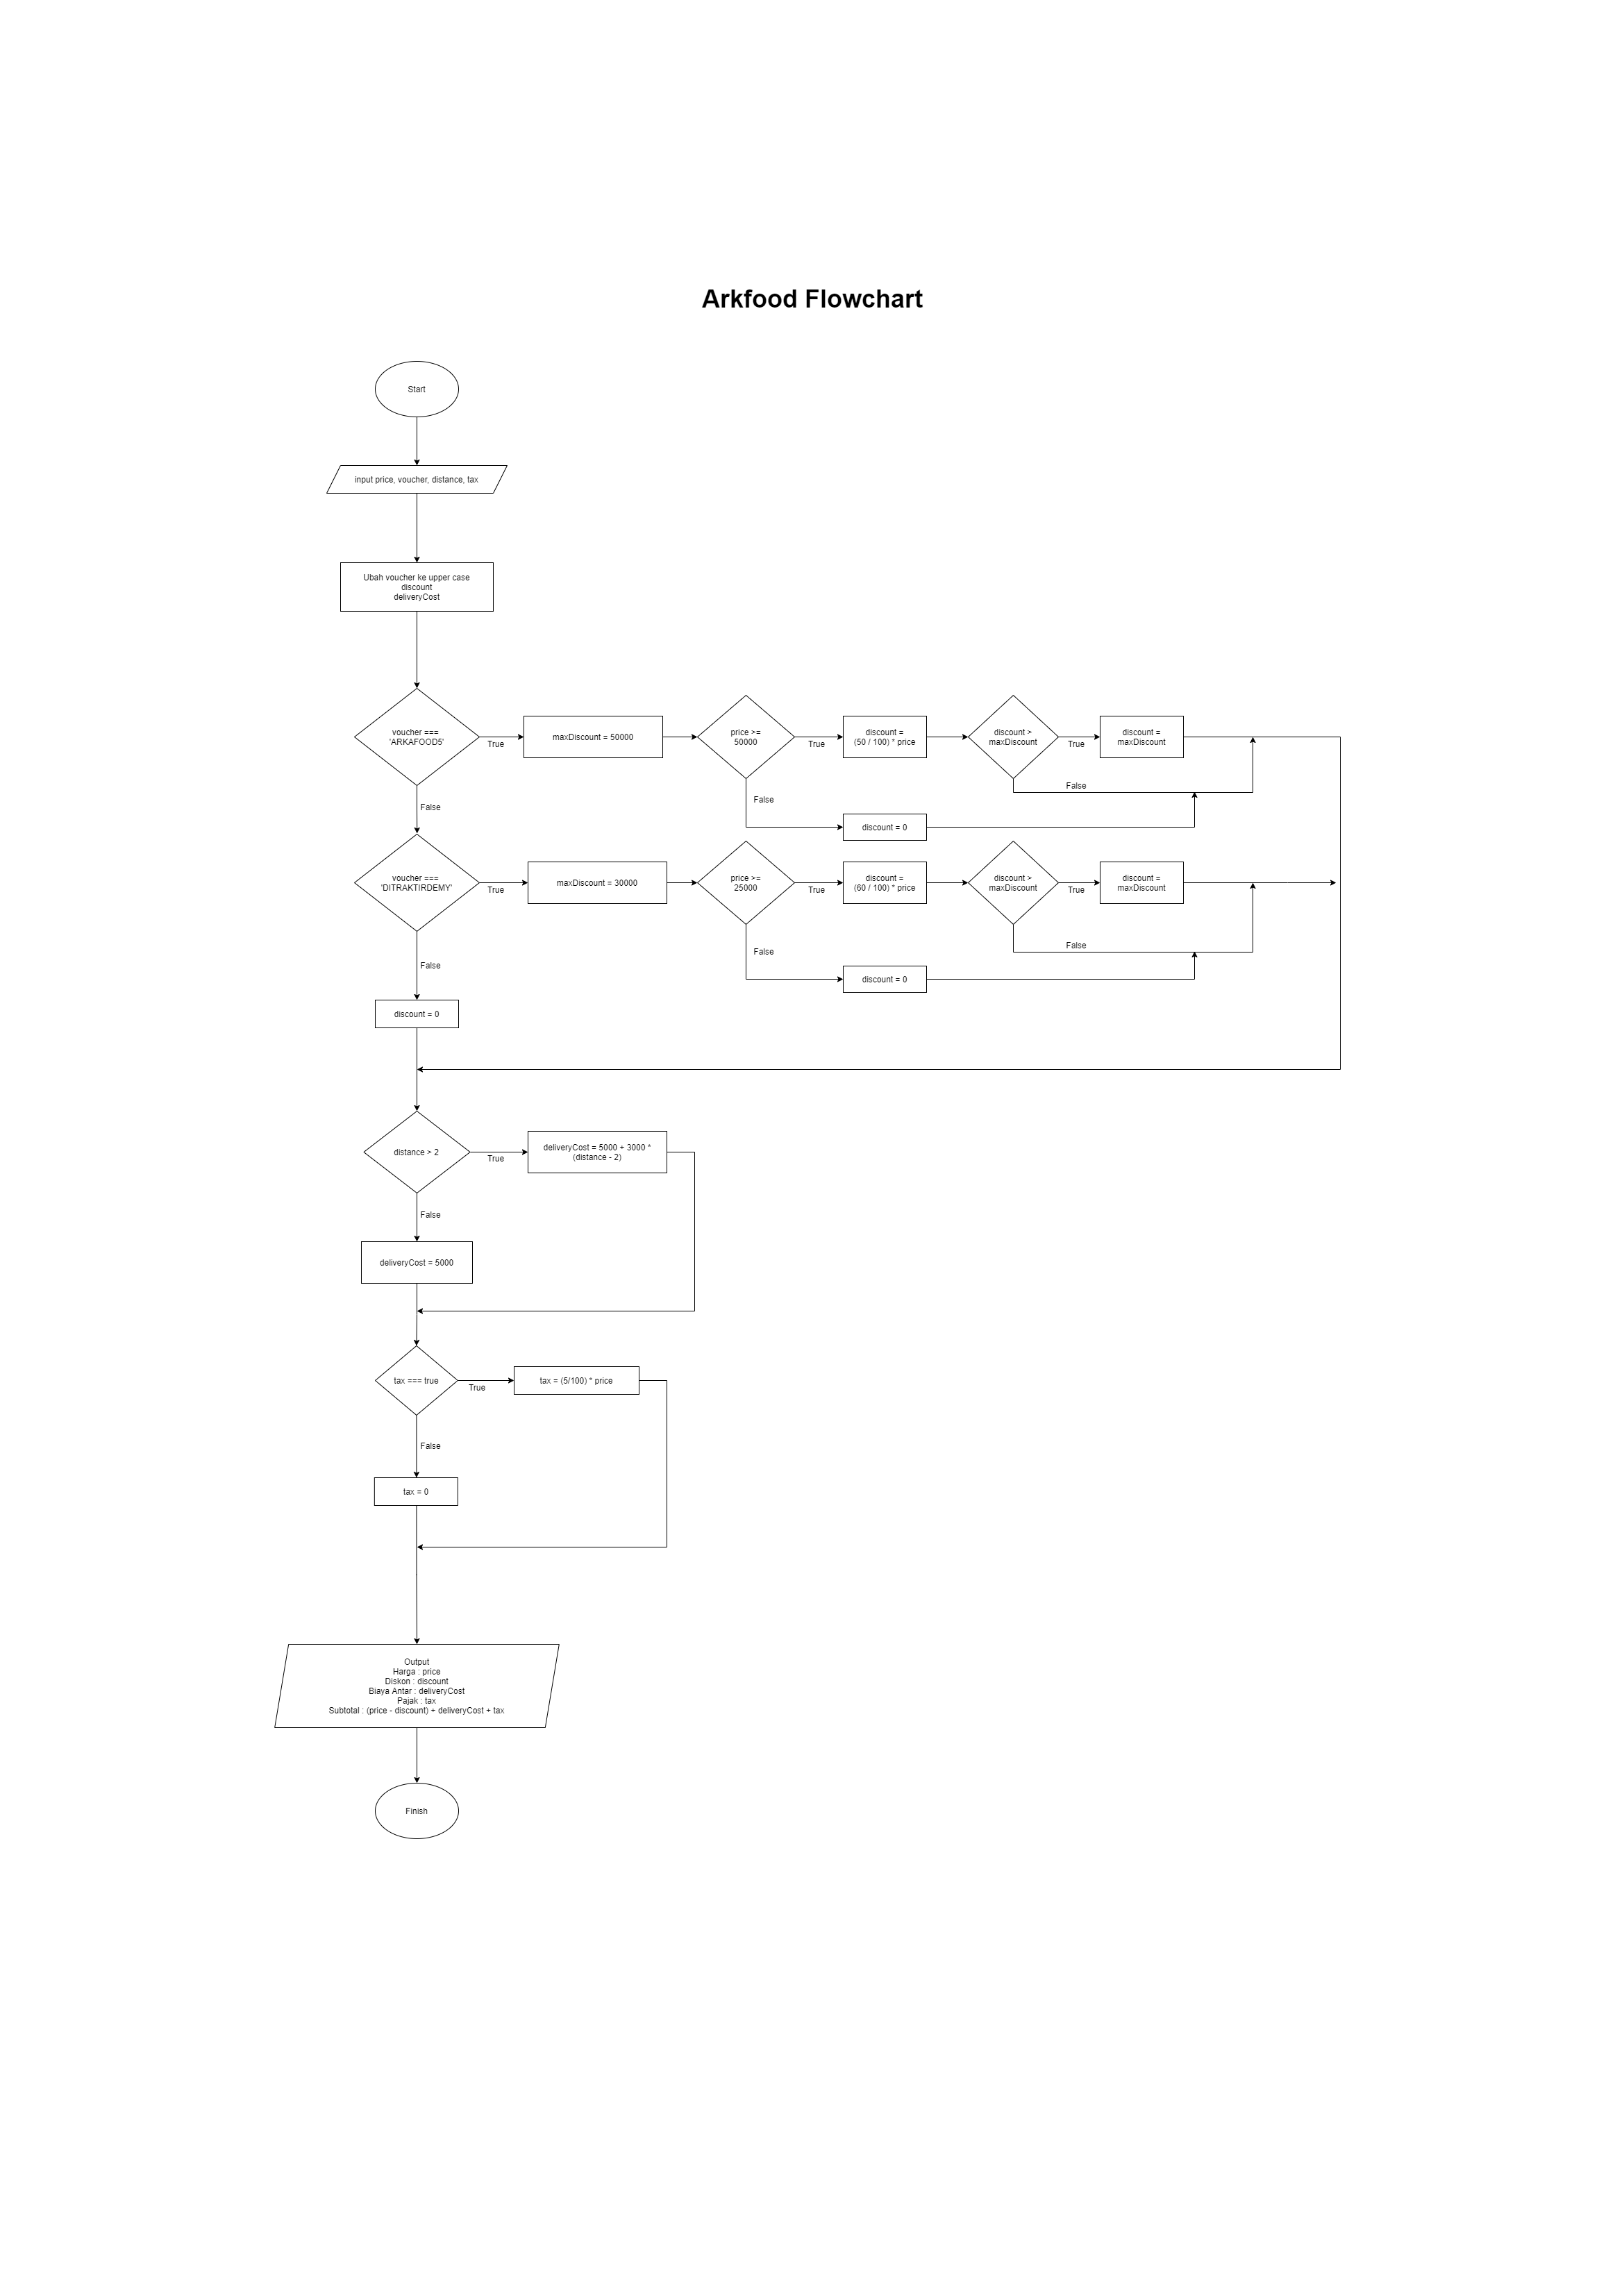 Arkfood Flowchart
Start
input price, voucher, distance, tax
Ubah voucher ke upper case
discount
deliveryCost
voucher ===
'ARKAFOOD5'
True
maxDiscount = 50000
price >=
50000
True
discount =
(50 / 100) * price
discount >
maxDiscount
True
discount =
maxDiscount
False
False
False
discount = 0
voucher ===
'DITRAKTIRDEMY'
True
maxDiscount = 30000
price >=
25000
True
discount =
(60 / 100) * price
discount >
maxDiscount
True
discount =
maxDiscount
False
False
False
discount = 0
discount = 0
distance > 2
True
deliveryCost = 5000 + 3000 *
(distance - 2)
False
deliveryCost = 5000
tax === true
True
tax = (5/100) * price
False
tax = 0
Output
Harga : price
Diskon : discount
Biaya Antar : deliveryCost
Pajak : tax
Subtotal : (price - discount) + deliveryCost + tax
Finish